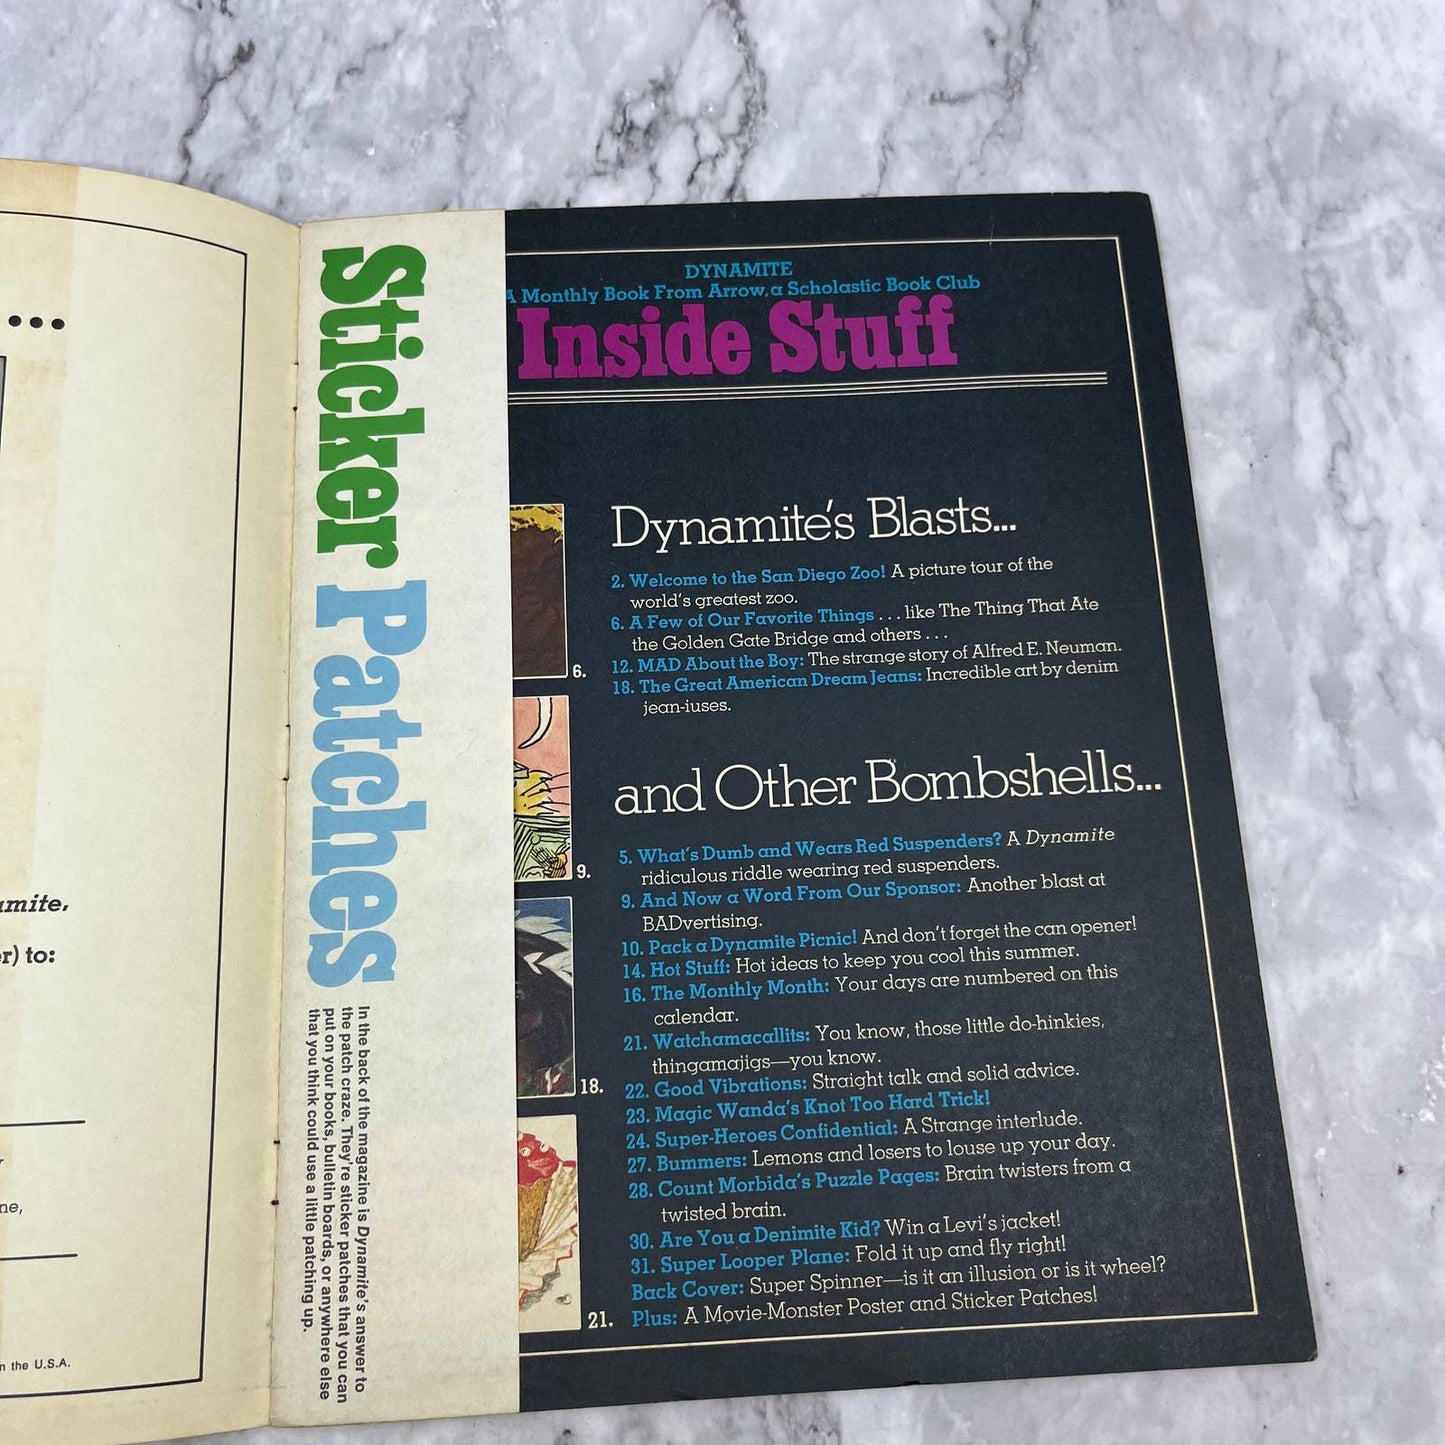 amite,
r) to:
ne,
n the U.S.A.
Sticker Patches
In the back of the magazine is Dynamite's answer to
the patch craze. They're sticker patches that you can
put on your books, bulletin boards, or anywhere else
that you think could use a little patching up.
DYNAMITE
A Monthly Book From Arrow, a Scholastic Book Club
Inside Stuff
6.
9.
18.
21.
Dynamite's Blasts...
2. Welcome to the San Diego Zoo! A picture tour of the
world's greatest zoo.
6. A Few of Our Favorite Things . . . like The Thing That Ate
the Golden Gate Bridge and others . . .
12. MAD About the Boy: The strange story of Alfred E. Neuman.
18. The Great American Dream Jeans: Incredible art by denim
jean-iuses.
and Other Bombshells...
5. What's Dumb and Wears Red Suspenders? A Dynamite
ridiculous riddle wearing red suspenders.
9. And Now a Word From Our Sponsor: Another blast at
BADvertising.
10. Pack a Dynamite Picnic! And don't forget the can opener!
14. Hot Stuff: Hot ideas to keep you cool this summer.
16. The Monthly Month: Your days are numbered on this
calendar.
21. Watchamacallits: You know, those little do-hinkies,
thingamajigs—you know.
22. Good Vibrations: Straight talk and solid advice.
23. Magic Wanda's Knot Too Hard Trick!
24. Super-Heroes Confidential: A Strange interlude.
27. Bummers: Lemons and losers to louse up your day.
28. Count Morbida's Puzzle Pages: Brain twisters from a
twisted brain.
30. Are You a Denimite Kid? Win a Levi's jacket!
31. Super Looper Plane: Fold it up and fly right!
Back Cover: Super Spinner—is it an illusion or is it wheel?
Plus: A Movie-Monster Poster and Sticker Patches!